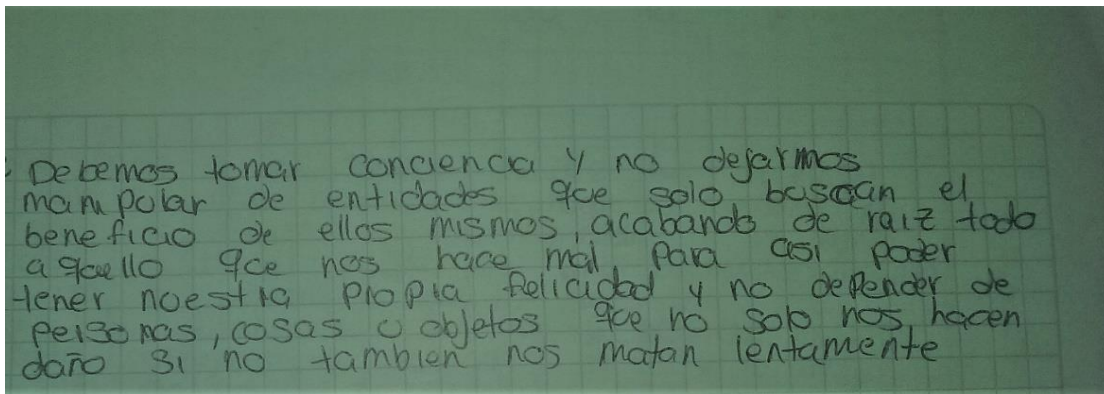 Debemos tomar conciencia y no dejarmos
manipolar de entidades que solo buscan el
beneficio de ellos mismos, acabando de raiz todo
aquello que nos hace mal para asi poder
tener nuestra propia felicidad y no depender de
personas, cosas u objetos que no solo nos hacen
daño si no tambien nos matan lentamente